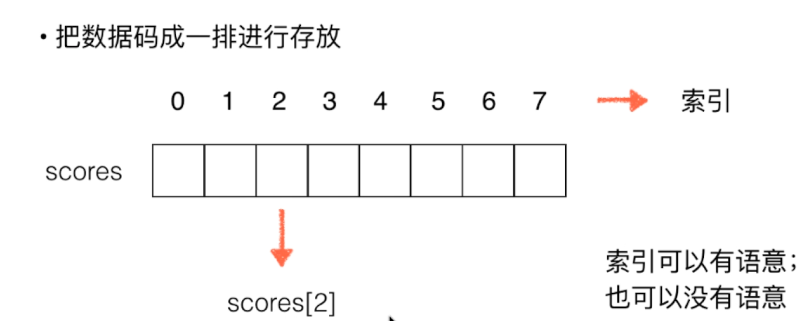 • 把数据码成一排进行存放
0 1 2 3 4 5 6 7 索引
scores
索引可以有语意；
也可以没有语意
scores[2]